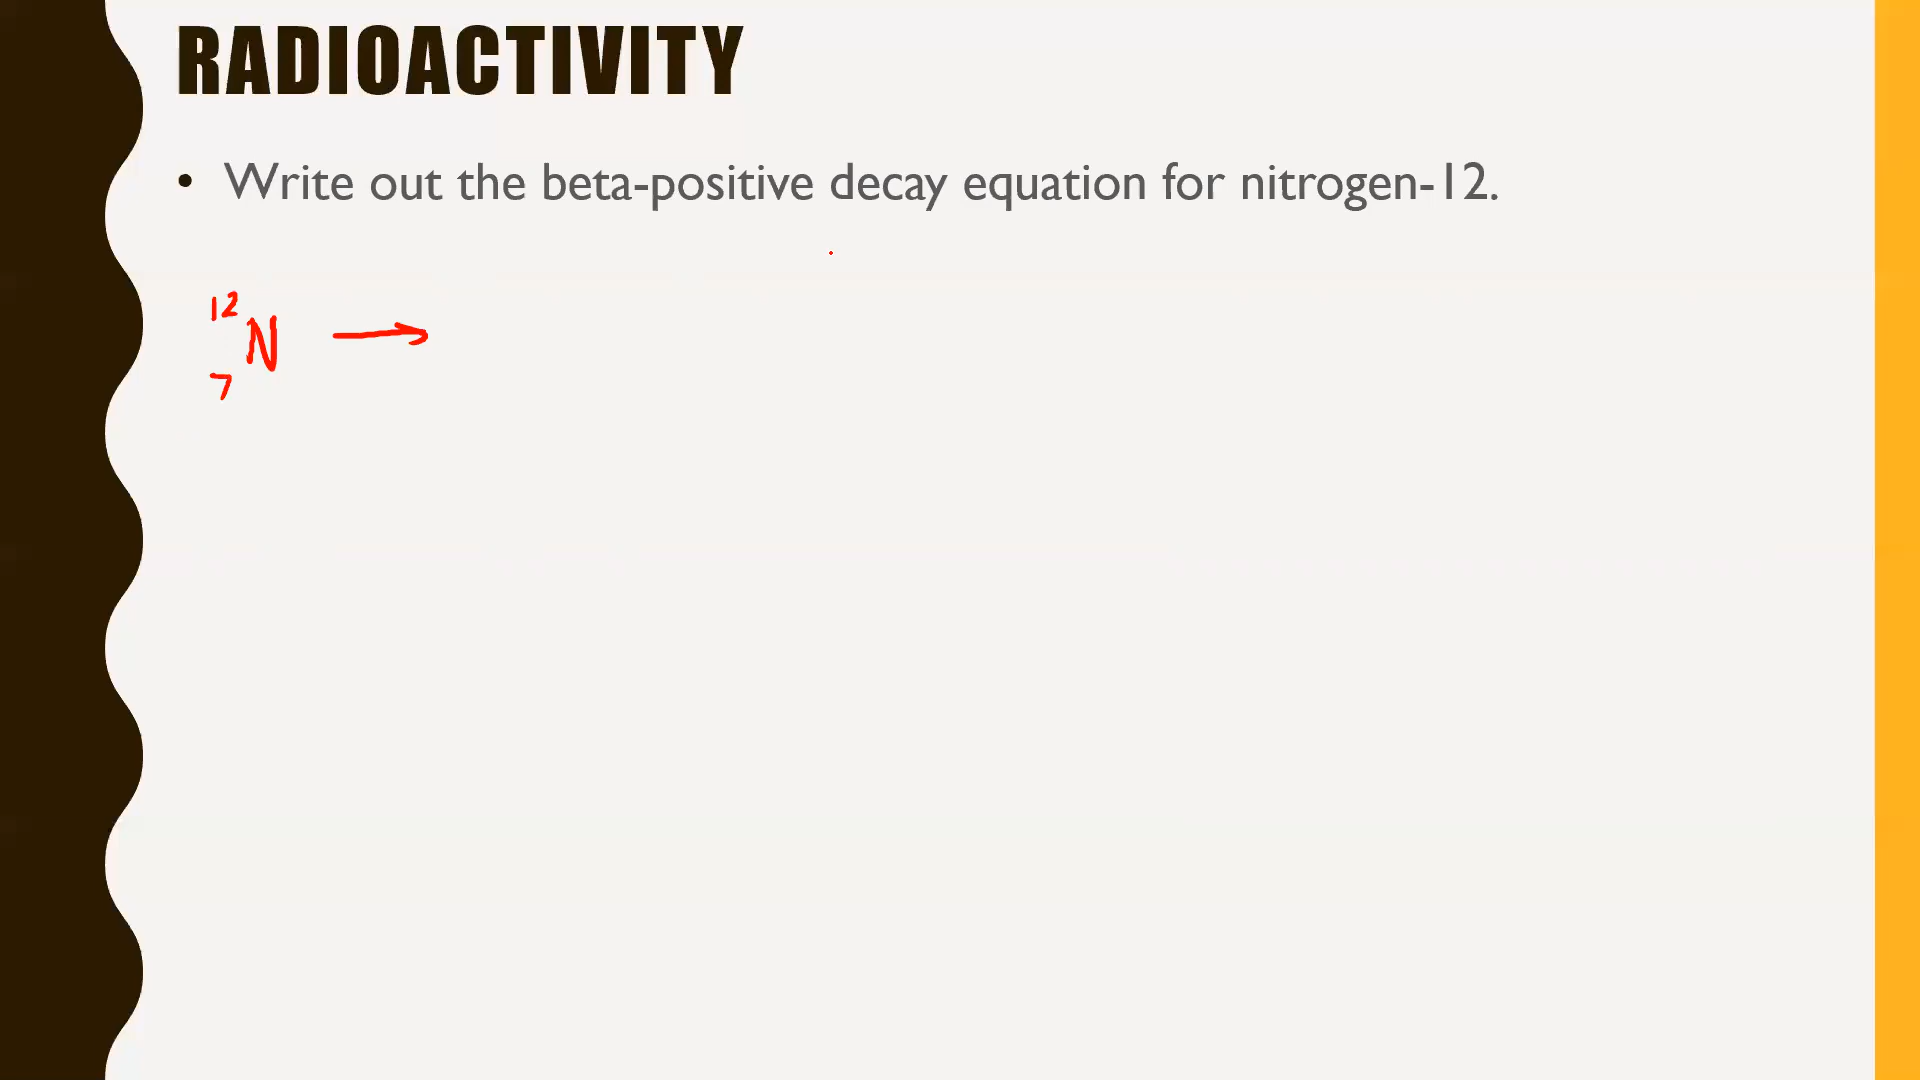 RADIOACTIVITY
• Write out the beta-positive decay equation for nitrogen-12.
12
N →
7